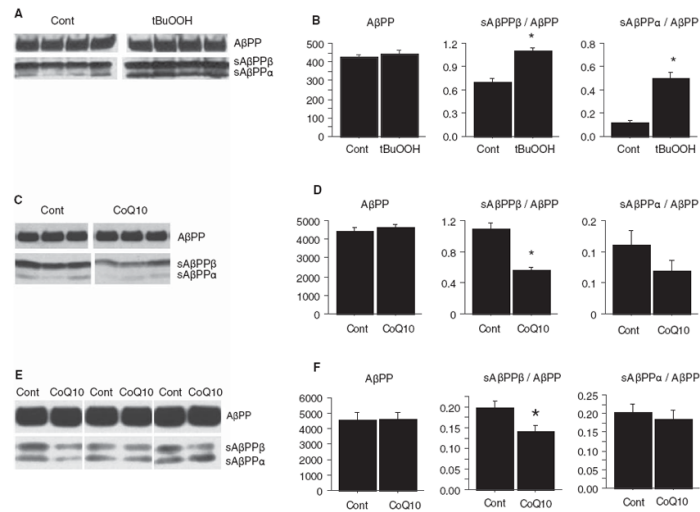 A
Cont tBuOOH
AβPP
sAβPPβ
sAβPPα
B
AβPP
500
400
300
200
100
0
Cont tBuOOH
sAβPPβ / AβPP
1.2
0.9
0.6
0.3
0.0
*
Cont tBuOOH
sAβPPα / AβPP
0.8
0.6
0.4
0.2
0.0
*
Cont tBuOOH
C
Cont CoQ10
AβPP
sAβPPβ
sAβPPα
D
AβPP
5000
4000
3000
2000
1000
0
Cont CoQ10
sAβPPβ / AβPP
1.2
0.8
0.4
0
*
Cont CoQ10
sAβPPα / AβPP
0.2
0.1
0.1
0
Cont CoQ10
E
Cont CoQ10 Cont CoQ10 Cont CoQ10
AβPP
sAβPPβ
sAβPPα
F
AβPP
6000
5000
4000
3000
2000
1000
0
Cont CoQ10
sAβPPβ / AβPP
0.20
0.15
0.10
0.05
0.00
*
Cont CoQ10
sAβPPα / AβPP
0.25
0.20
0.15
0.10
0.05
0.00
Cont CoQ10